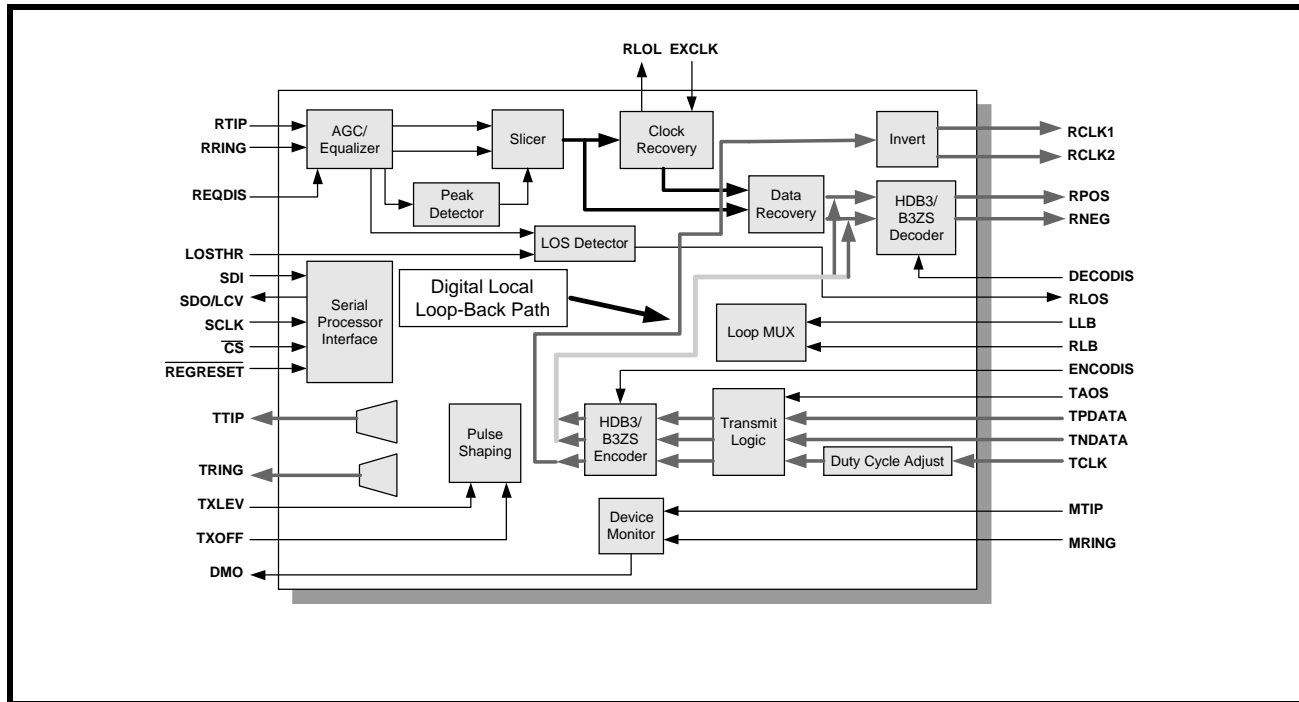 RLOL EXCLK
RTIP
RRING
REQDIS
AGC/
Equalizer
Peak
Detector
Slicer
Clock
Recovery
Invert
RCLK1
RCLK2
Data
Recovery
HDB3/
B3ZS
Decoder
RPOS
RNEG
LOSTHR
LOS Detector
SDI
SDO/LCV
SCLK
CS
REGRESET
Serial
Processor
Interface
Digital Local
Loop-Back Path
Loop MUX
DECODIS
RLOS
LLB
RLB
ENCODIS
TAOS
TPDATA
TNDATA
TCLK
TTIP
TRING
TXLEV
TXOFF
DMO
Pulse
Shaping
HDB3/
B3ZS
Encoder
Transmit
Logic
Duty Cycle Adjust
Device
Monitor
MTIP
MRING